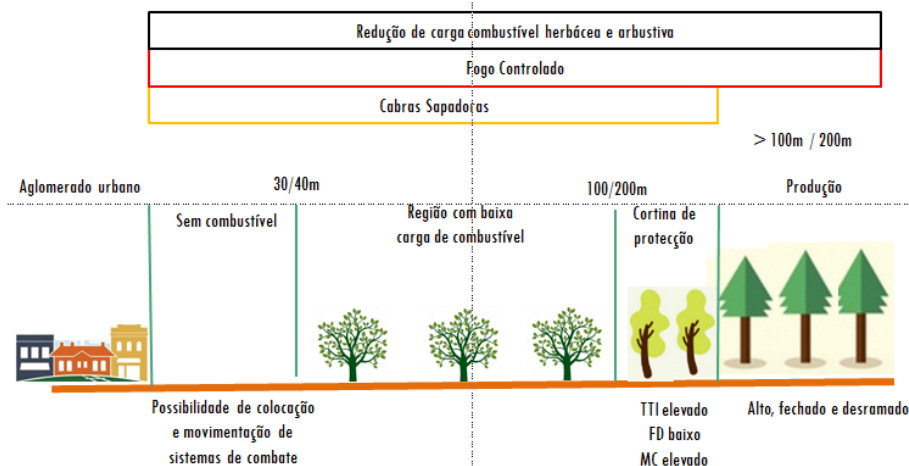 Redução de carga combustível herbácea e arbustiva
Fogo Controlado
Cabras Sapadoras
> 100m / 200m
Aglomerado urbano
30/40m
100/200m
Produção
Sem combustível
Região com baixa
carga de combustível
Cortina de
protecção
Possibilidade de colocação
e movimentação de
sistemas de combate
TTI elevado
FD baixo
MC elevado
Alto, fechado e desramado